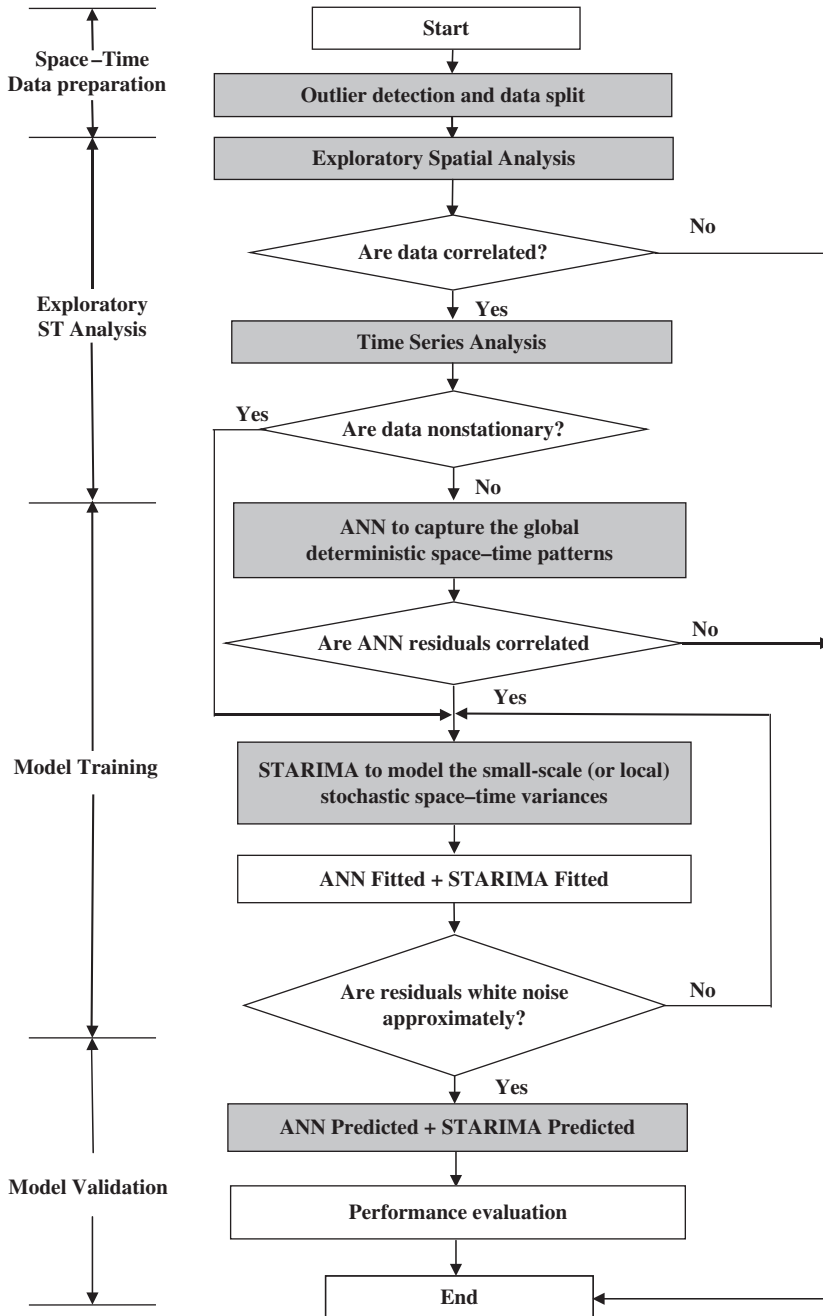 Start
Space–Time
Data preparation
Outlier detection and data split
Exploratory Spatial Analysis
No
Are data correlated?
Yes
Exploratory
ST Analysis
Time Series Analysis
Yes
Are data nonstationary?
No
ANN to capture the global
deterministic space–time patterns
Are ANN residuals correlated
No
Yes
Model Training
STARIMA to model the small-scale (or local)
stochastic space–time variances
ANN Fitted + STARIMA Fitted
Are residuals white noise
approximately?
No
Yes
ANN Predicted + STARIMA Predicted
Model Validation
Performance evaluation
End